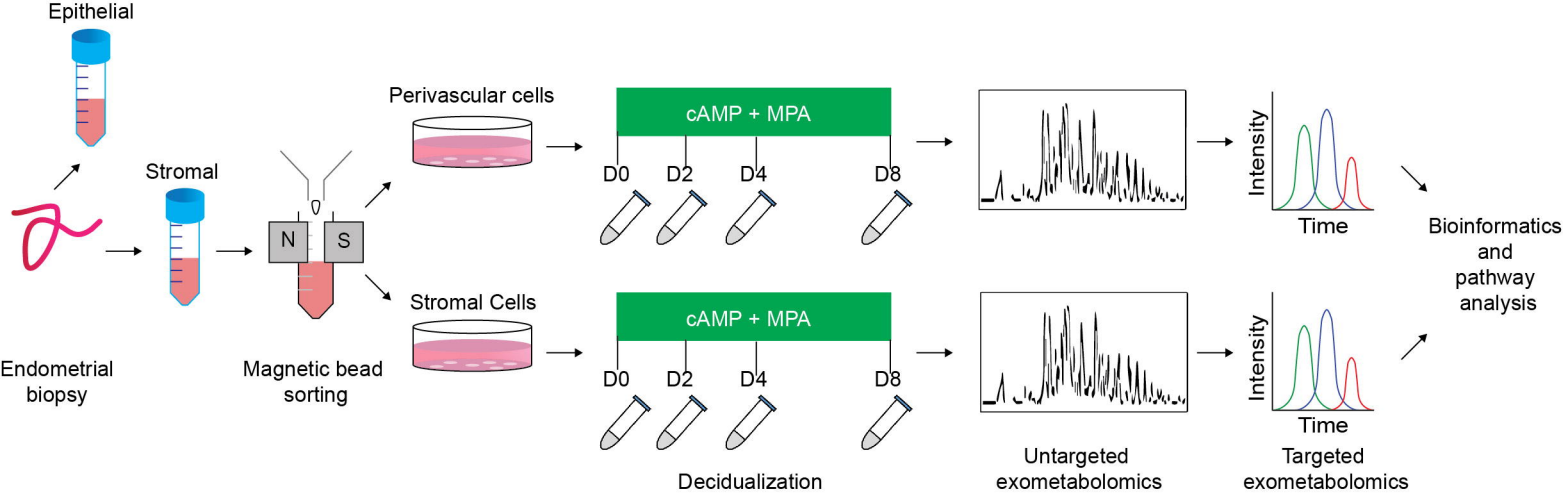 Epithelial
Stromal
Endometrial
biopsy
N
S
Magnetic bead
sorting
Perivascular cells
cAMP + MPA
D0
D2
D4
D8
Intensity
Time
Stromal Cells
cAMP + MPA
D0
D2
D4
D8
Intensity
Time
Decidualization
Untargeted
exometabolomics
Targeted
exometabolomics
Bioinformatics
and
pathway
analysis